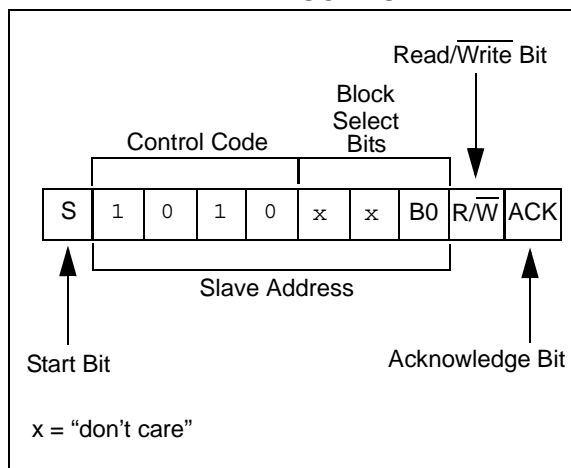 Read/Write Bit
Block
Select
Bits
Control Code
S 1 0 1 0 x x B0 R/W ACK
Slave Address
Start Bit
Acknowledge Bit
x = “don’t care”